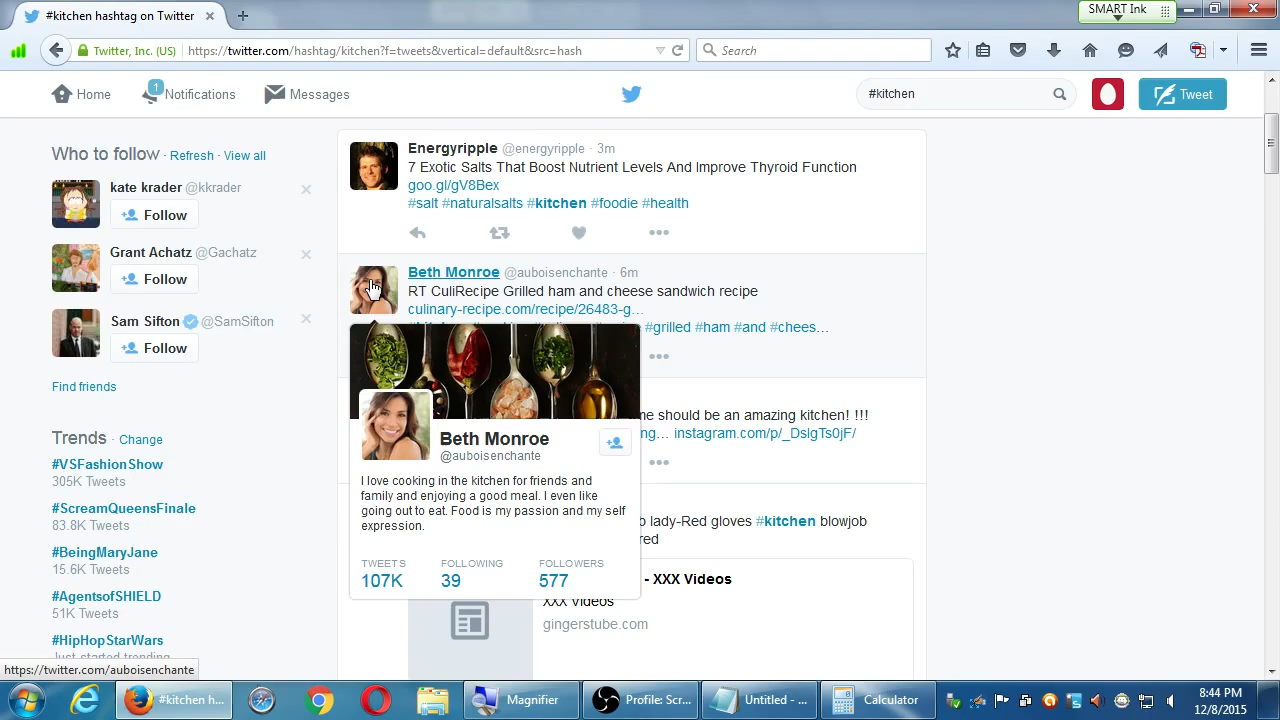 #kitchen hashtag on Twitter
SMART Ink
Twitter, Inc. (US)
https://twitter.com/hashtag/kitchen?f=tweets&vertical=default&src=hash
Search
Home
1
Notifications
Messages
#kitchen
Tweet
Who to follow · Refresh · View all
kate krader @kkrader
Follow
Grant Achatz @Gachatz
Follow
Sam Sifton @SamSifton
Follow
Find friends
Trends · Change
#VSFashionShow
305K Tweets
#ScreamQueensFinale
83.8K Tweets
#BeingMaryJane
15.6K Tweets
#AgentsofSHIELD
51K Tweets
#HipHopStarWars
Just started trending
https://twitter.com/auboisenchante
Energyripple @energyripple · 3m
7 Exotic Salts That Boost Nutrient Levels And Improve Thyroid Function
goo.gl/gV8Bex
#salt #naturalsalts #kitchen #foodie #health
Beth Monroe @auboisenchante · 6m
RT CuliRecipe Grilled ham and cheese sandwich recipe
culinary-recipe.com/recipe/26483-g…
#grilled #ham #and #chees…
Beth Monroe
@auboisenchante
I love cooking in the kitchen for friends and
family and enjoying a good meal. I even like
going out to eat. Food is my passion and my self
expression.
TWEETS FOLLOWING FOLLOWERS
107K 39 577
me should be an amazing kitchen! !!!
ng… instagram.com/p/_DslgTs0jF/
lady-Red gloves #kitchen blowjob
red
- XXX Videos
XXX Videos
gingerstube.com
#kitchen h...
Magnifier
Profile: Scr...
Untitled - ...
Calculator
8:44 PM
12/8/2015